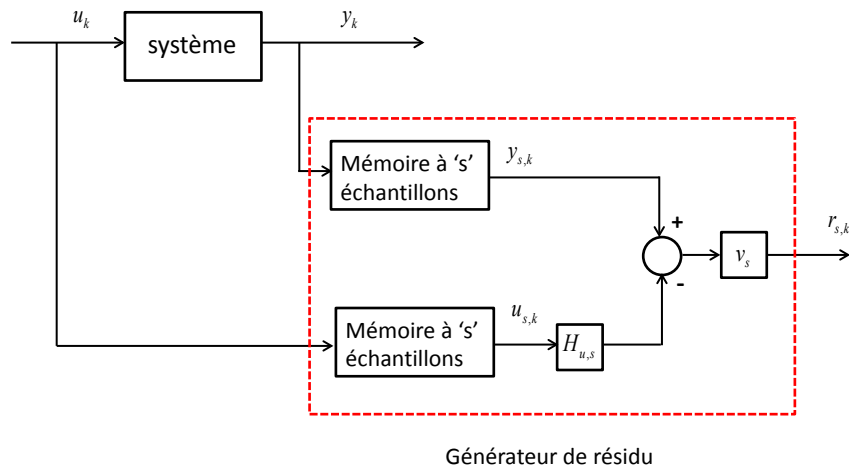 u_k
y_k
système
Mémoire à ‘s’
échantillons
y_{s,k}
+
r_{s,k}
v_s
-
Mémoire à ‘s’
échantillons
u_{s,k}
H_{u,s}
Générateur de résidu